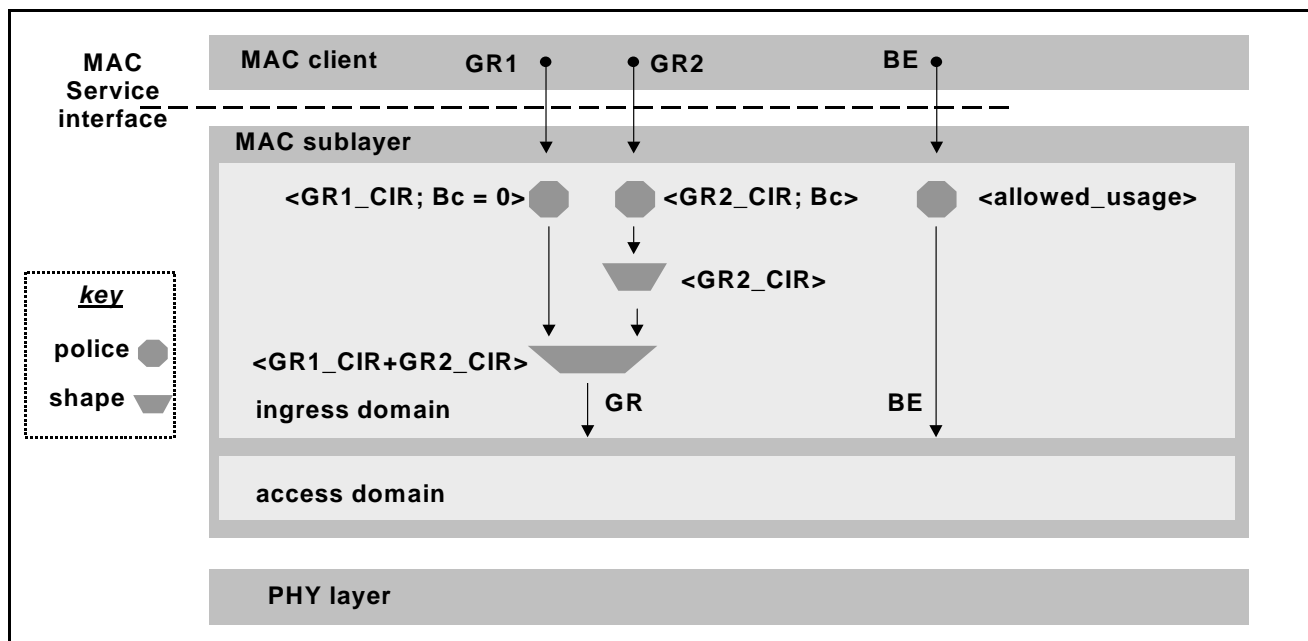 MAC
Service
interface
MAC client
GR1
GR2
BE
MAC sublayer
<GR1_CIR; Bc = 0>
<GR2_CIR; Bc>
<allowed_usage>
<GR2_CIR>
<GR1_CIR+GR2_CIR>
GR
BE
ingress domain
key
police
shape
access domain
PHY layer